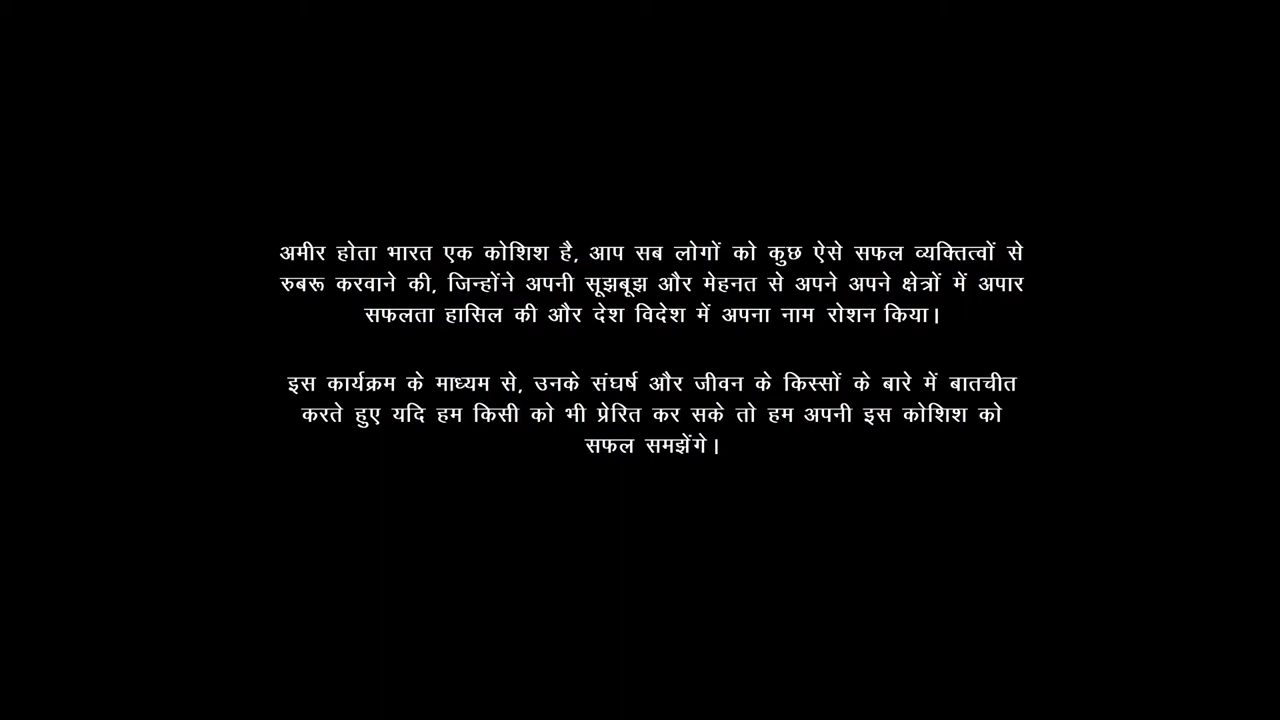 अमीर होता भारत एक कोशिश है, आप सब लोगों को कुछ ऐसे सफल व्यक्तित्वों से
रुबरू करवाने की, जिन्होंने अपनी सूझबूझ और मेहनत से अपने अपने क्षेत्रों में अपार
सफलता हासिल की और देश विदेश में अपना नाम रोशन किया।
इस कार्यक्रम के माध्यम से, उनके संघर्ष और जीवन के किस्सों के बारे में बातचीत
करते हुए यदि हम किसी को भी प्रेरित कर सके तो हम अपनी इस कोशिश को
सफल समझेंगे।